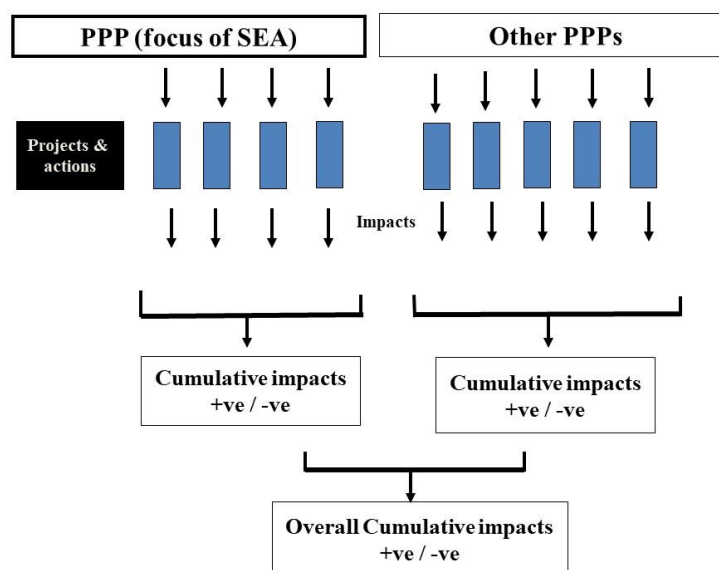 PPP (focus of SEA)
Other PPPs
Projects &
actions
Impacts
Cumulative impacts
+ve / -ve
Cumulative impacts
+ve / -ve
Overall Cumulative impacts
+ve / -ve